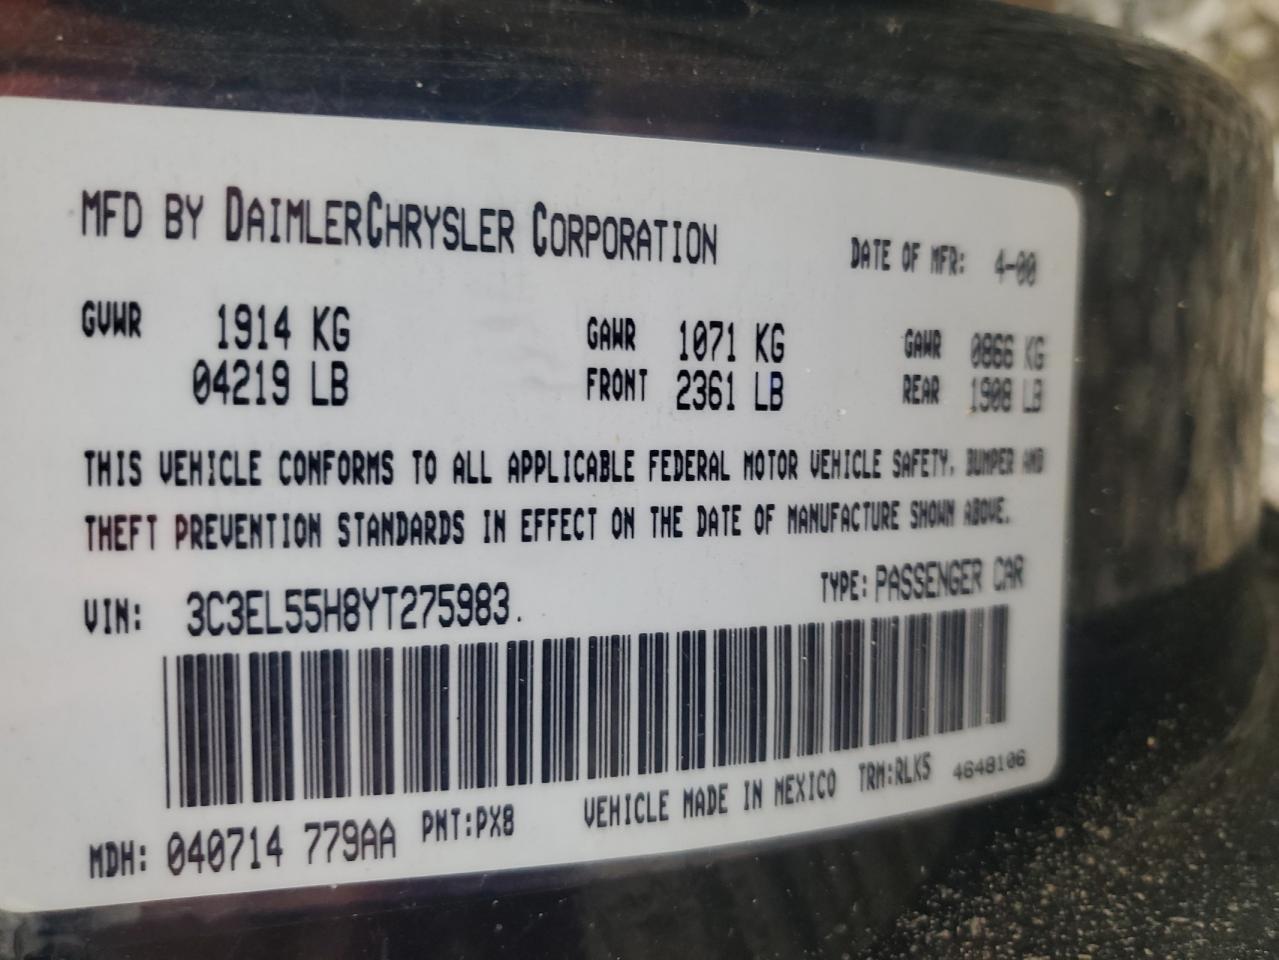 MFD BY DAIMLERCHRYSLER CORPORATION DATE OF MFR: 4-00
GVWR 1914 KG GAWR 1071 KG GAWR 0866 KG
04219 LB FRONT 2361 LB REAR 1908 LB
THIS VEHICLE CONFORMS TO ALL APPLICABLE FEDERAL MOTOR VEHICLE SAFETY, BUMPER AND
THEFT PREVENTION STANDARDS IN EFFECT ON THE DATE OF MANUFACTURE SHOWN ABOVE.
VIN: 3C3EL55H8YT275983. TYPE: PASSENGER CAR
MDH: 040714 779AA PNT:PX8 VEHICLE MADE IN MEXICO TRM:RLK5 4648106